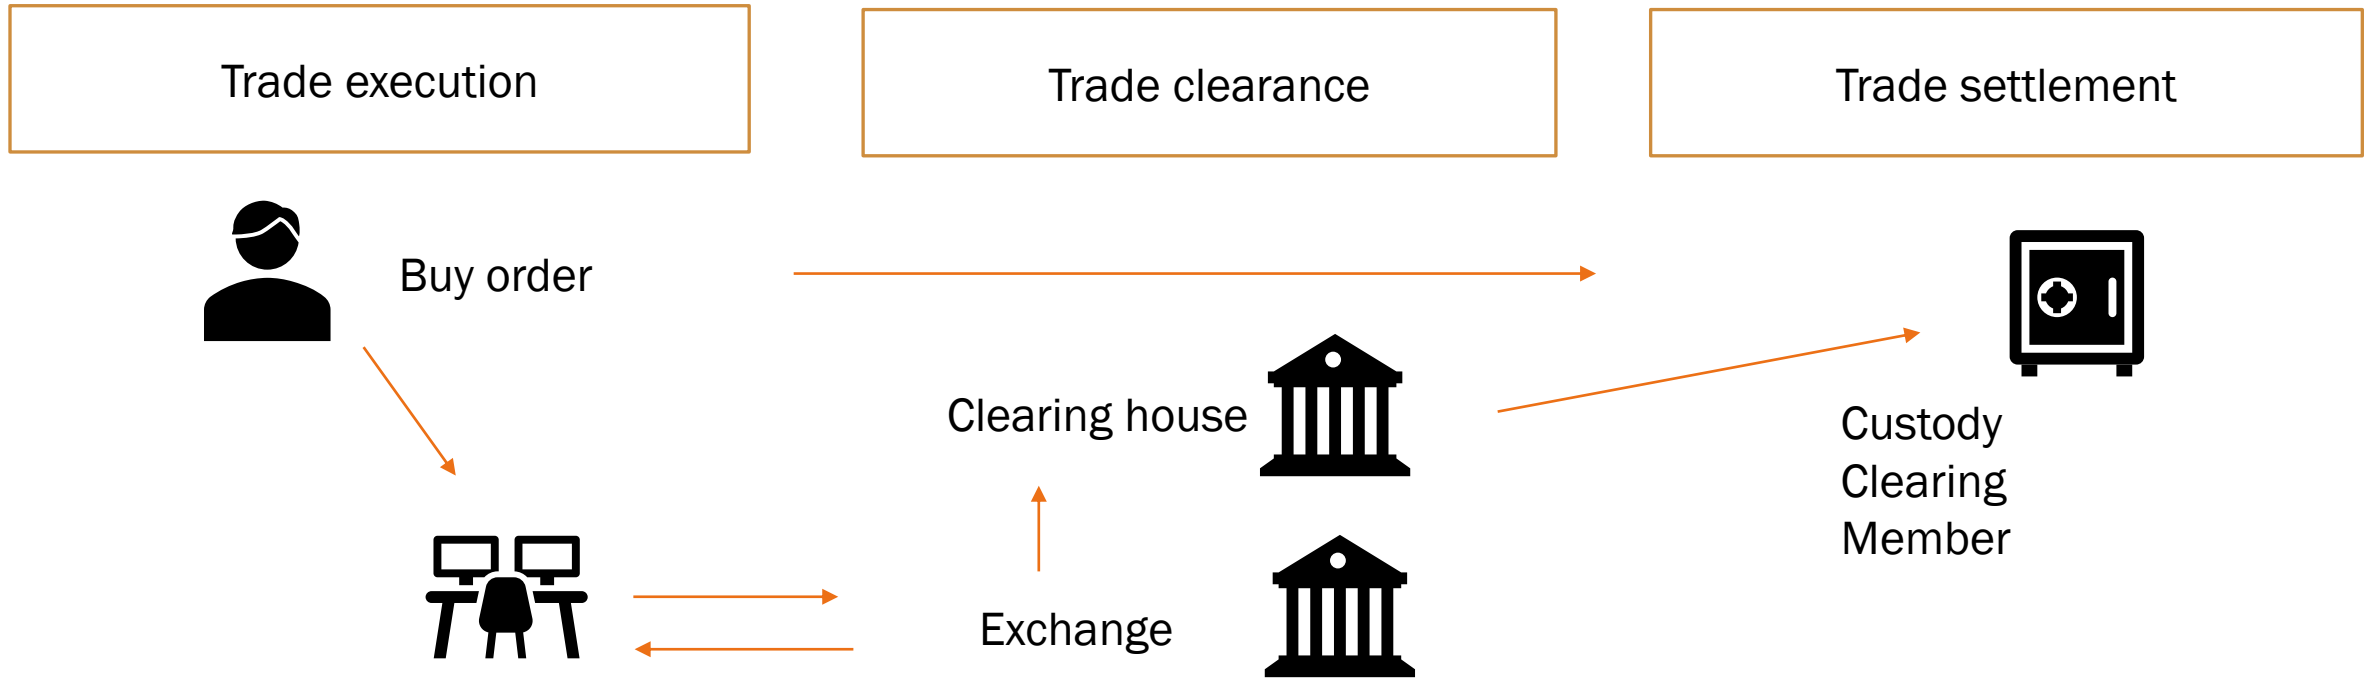 Trade execution
Trade clearance
Trade settlement
Buy order
Clearing house
Custody
Clearing
Member
Exchange